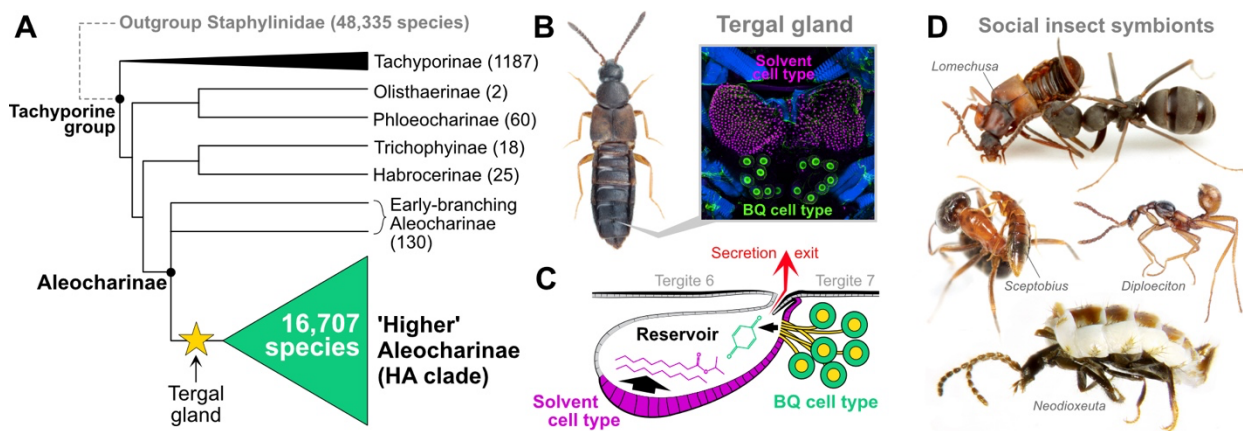 A
Outgroup Staphylinidae (48,335 species)
Tachyporinae (1187)
Olisthaerinae (2)
Phloeocharinae (60)
Tachyporine
group
Trichophyinae (18)
Habrocerinae (25)
Early-branching
Aleocharinae
(130)
Aleocharinae
16,707
species
'Higher'
Aleocharinae
(HA clade)
Tergal
gland
B
Tergal gland
Solvent
cell type
BQ cell type
C
Secretion exit
Tergite 6
Tergite 7
Reservoir
Solvent
cell type
BQ cell type
D
Social insect symbionts
Lomechusa
Sceptobius
Diploeciton
Neodioxeuta